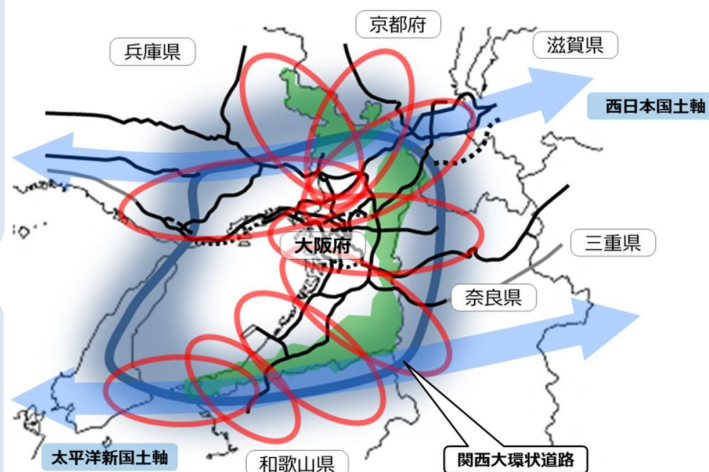 京都府
兵庫県
滋賀県
西日本国土軸
大阪府
三重県
奈良県
太平洋新国土軸
和歌山県
関西大環状道路